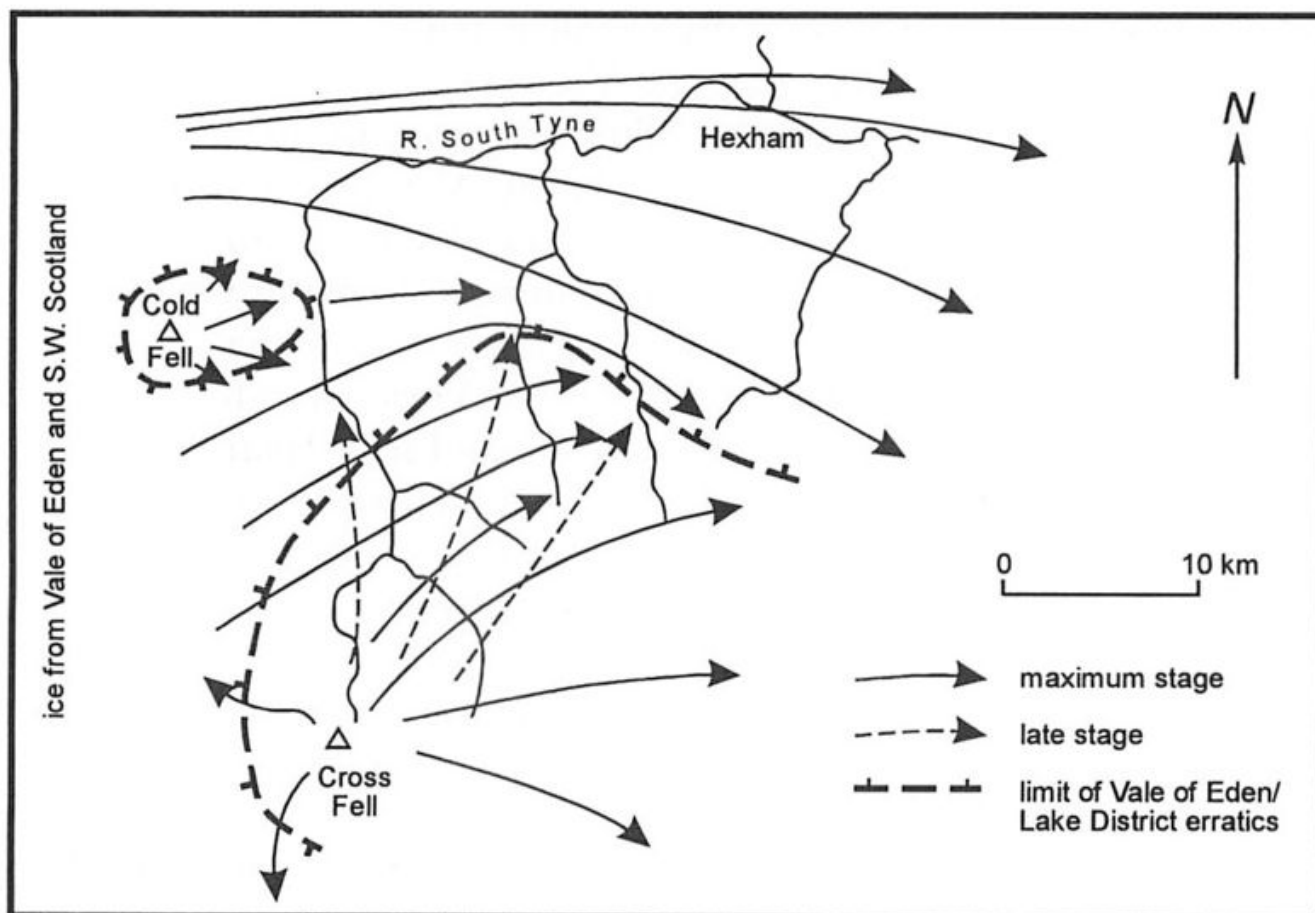 N
R. South Tyne
Hexham
ice from Vale of Eden and S.W. Scotland
Cold
Fell
0 10 km
maximum stage
late stage
Cross
Fell
limit of Vale of Eden/
Lake District erratics